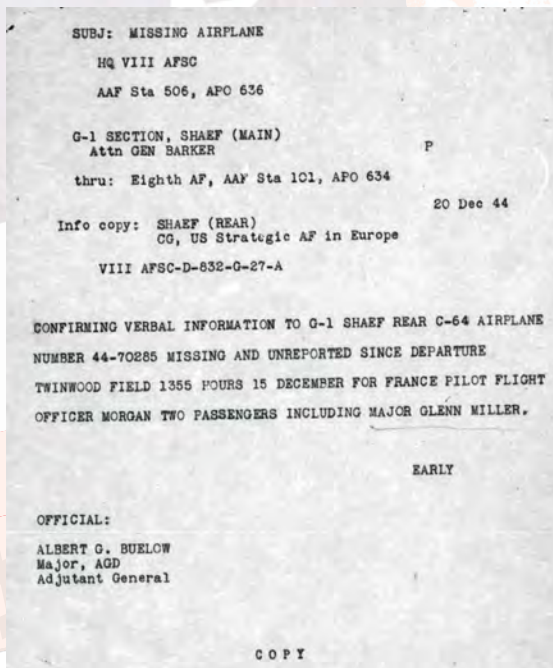 SUBJ: MISSING AIRPLANE
HQ VIII AFSC
AAF Sta 506, APO 636
G-1 SECTION, SHAEF (MAIN)
Attn GEN BARKER P
thru: Eighth AF, AAF Sta 101, APO 634
20 Dec 44
Info copy: SHAEF (REAR)
CG, US Strategic AF in Europe
VIII AFSC-D-832-G-27-A
CONFIRMING VERBAL INFORMATION TO G-1 SHAEF REAR C-64 AIRPLANE
NUMBER 44-70285 MISSING AND UNREPORTED SINCE DEPARTURE
TWINWOOD FIELD 1355 HOURS 15 DECEMBER FOR FRANCE PILOT FLIGHT
OFFICER MORGAN TWO PASSENGERS INCLUDING MAJOR GLENN MILLER.
EARLY
OFFICIAL:
ALBERT G. BUELOW
Major, AGD
Adjutant General
COPY